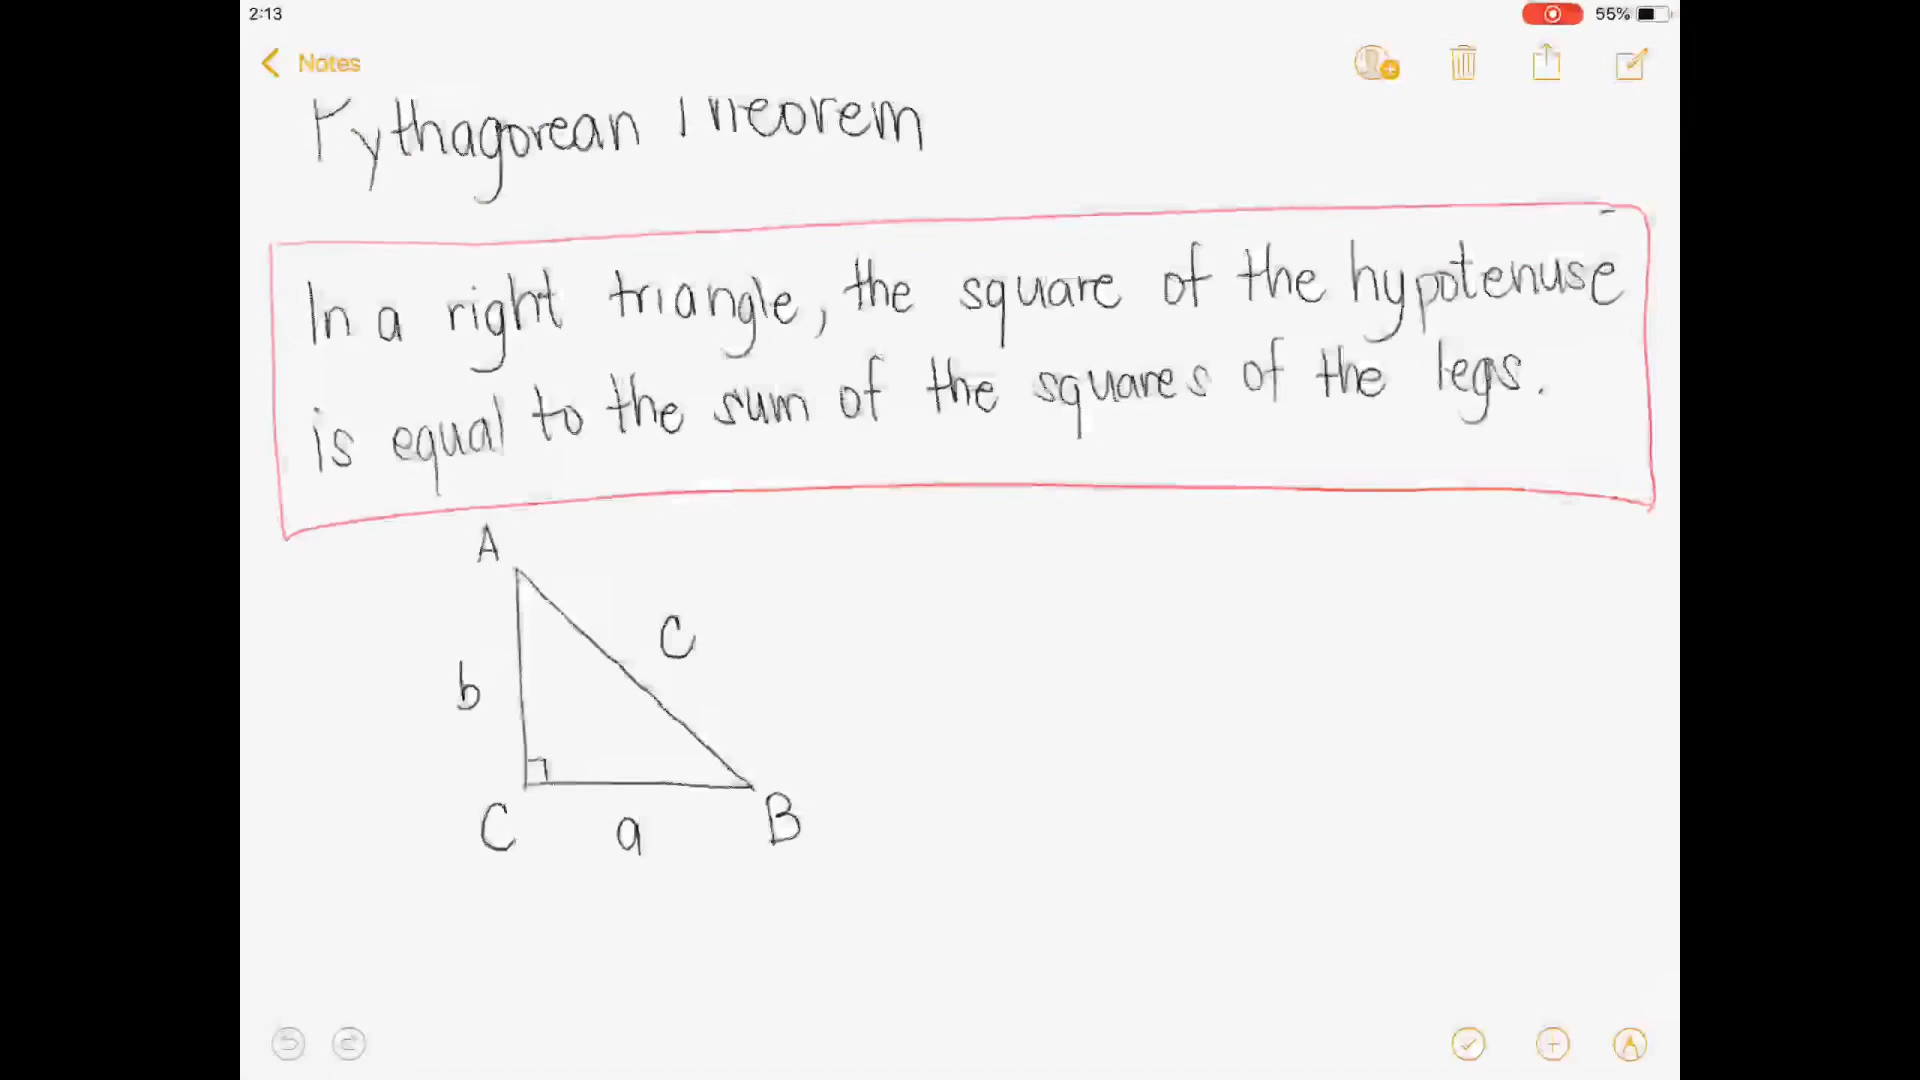 2:13
55%
Notes
Pythagorean Theorem
In a right triangle, the square of the hypotenuse
is equal to the sum of the squares of the legs.
A
C
b
C
a
B